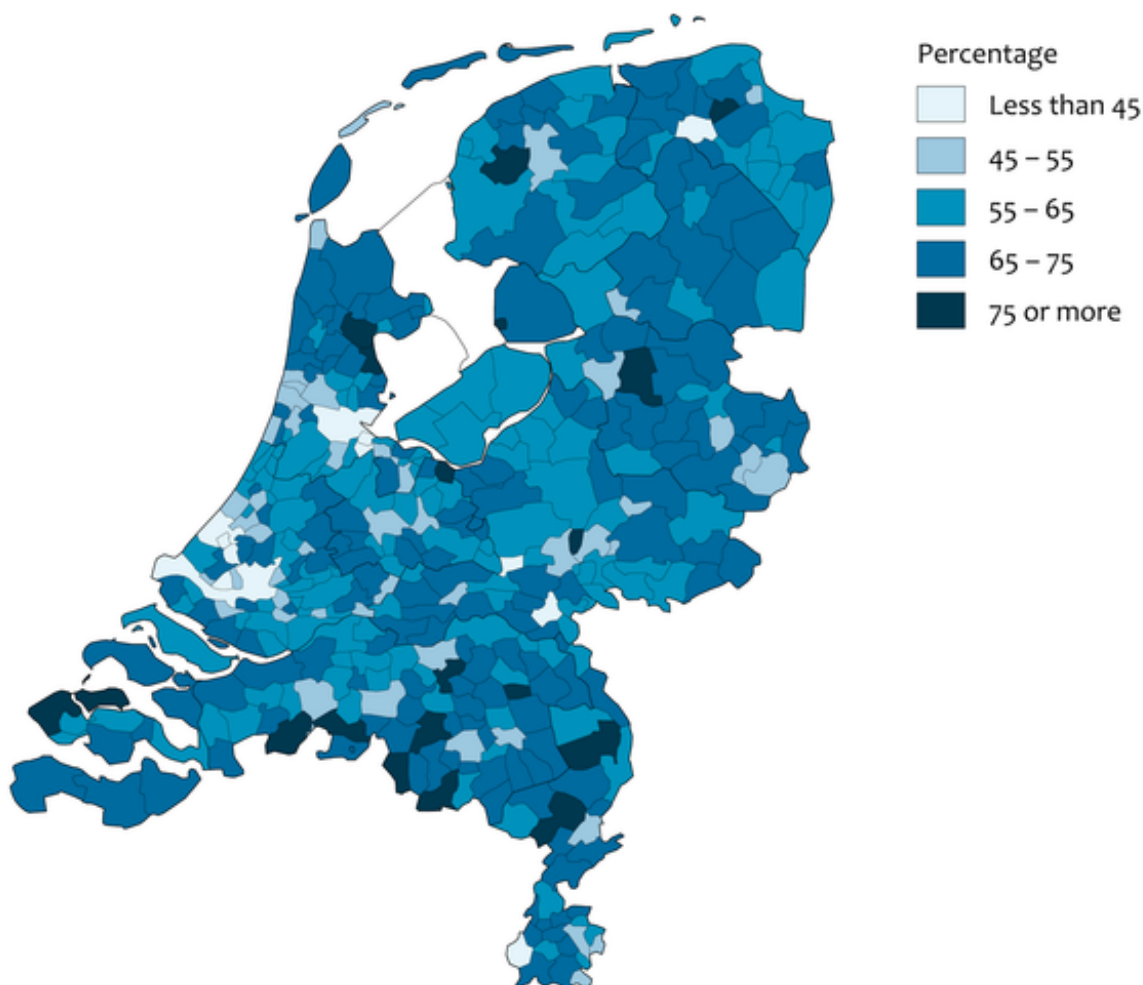 Percentage
Less than 45
45 – 55
55 – 65
65 – 75
75 or more